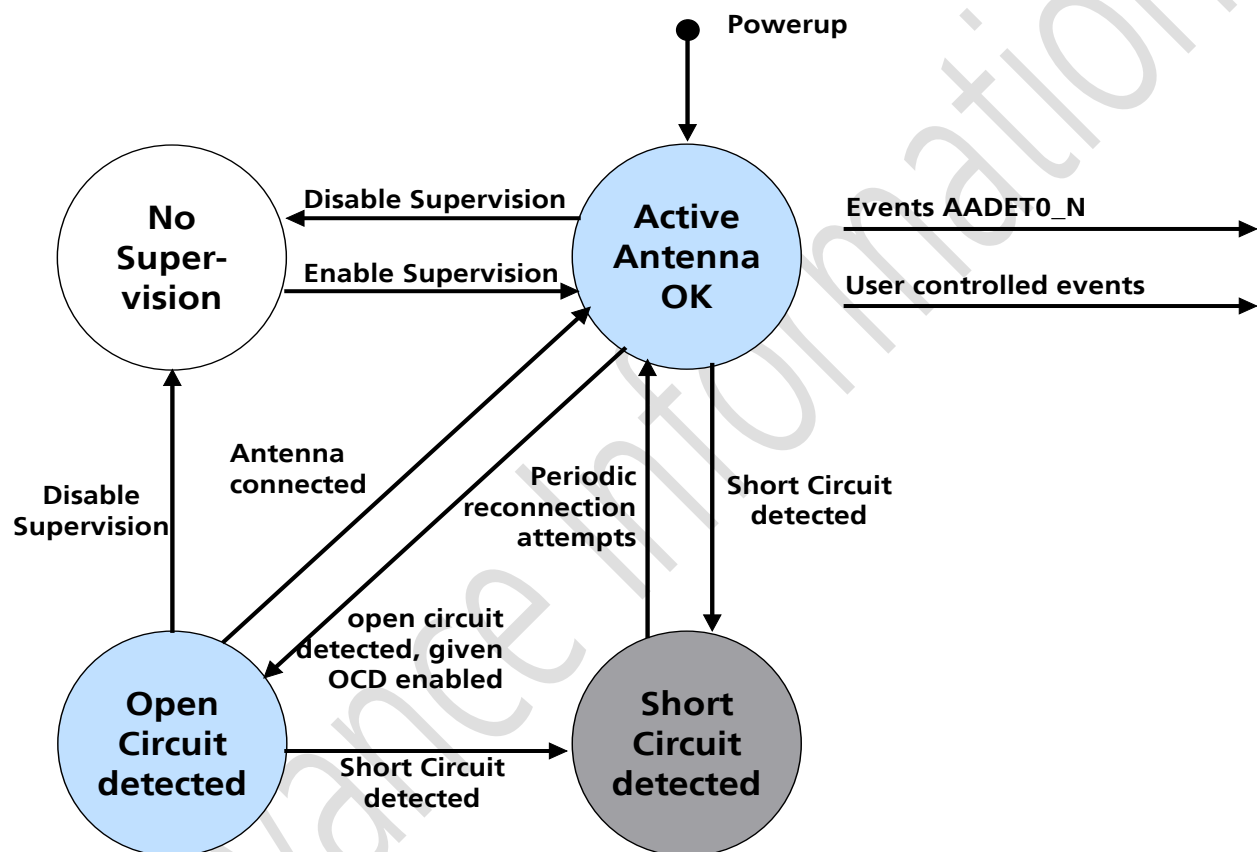 Powerup
No
Super-
vision
Disable Supervision
Enable Supervision
Active
Antenna
OK
Events AADET0_N
User controlled events
Disable
Supervision
Antenna
connected
Periodic
reconnection
attempts
Short Circuit
detected
open circuit
detected, given
OCD enabled
Open
Circuit
detected
Short Circuit
detected
Short
Circuit
detected
vance Information